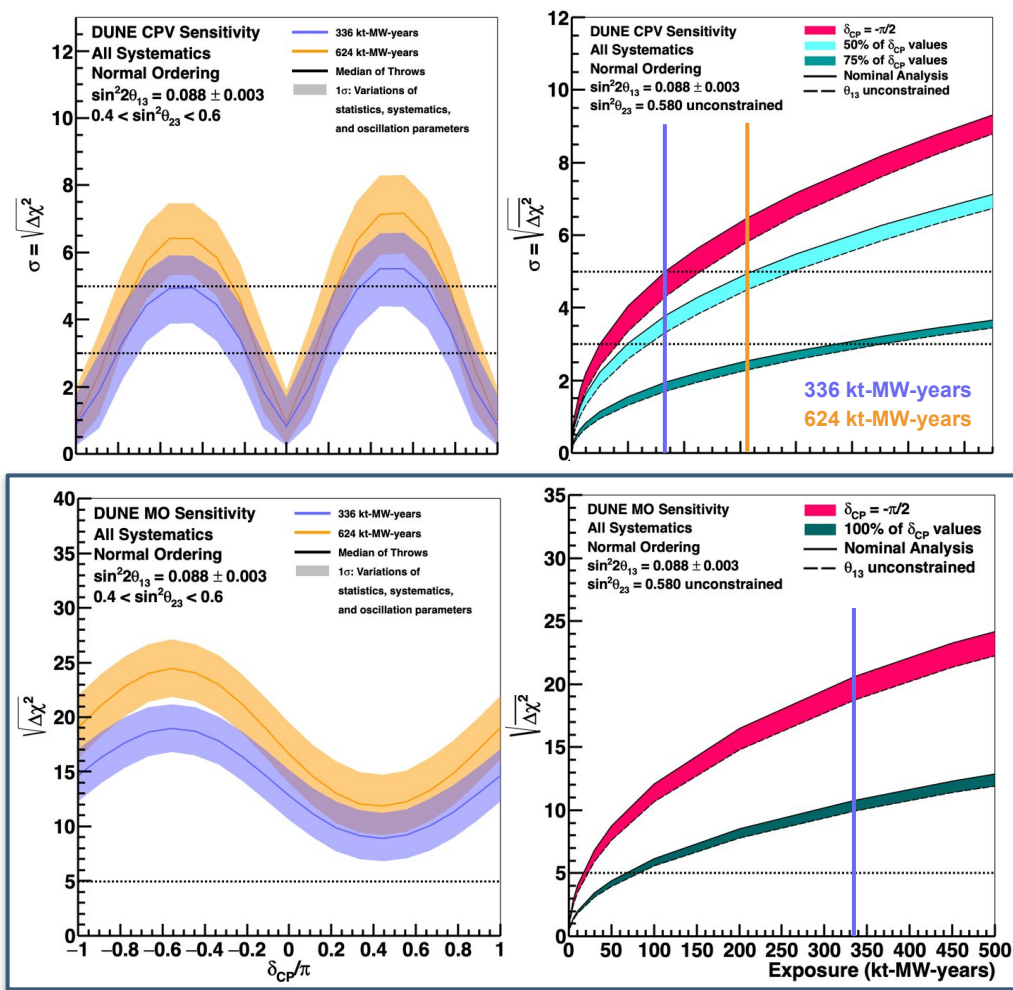 DUNE CPV Sensitivity
All Systematics
Normal Ordering
sin²2θ₁₃ = 0.088 ± 0.003
0.4 < sin²θ₂₃ < 0.6
336 kt-MW-years
624 kt-MW-years
Median of Throws
1σ: Variations of
statistics, systematics,
and oscillation parameters
σ = √Δχ²
12
10
8
6
4
2
0
DUNE CPV Sensitivity
All Systematics
Normal Ordering
sin²2θ₁₃ = 0.088 ± 0.003
sin²θ₂₃ = 0.580 unconstrained
δCP = -π/2
50% of δCP values
75% of δCP values
Nominal Analysis
θ₁₃ unconstrained
336 kt-MW-years
624 kt-MW-years
σ = √Δχ²
12
10
8
6
4
2
0
DUNE MO Sensitivity
All Systematics
Normal Ordering
sin²2θ₁₃ = 0.088 ± 0.003
0.4 < sin²θ₂₃ < 0.6
336 kt-MW-years
624 kt-MW-years
Median of Throws
1σ: Variations of
statistics, systematics,
and oscillation parameters
√Δχ²
40
35
30
25
20
15
10
5
0
−1 −0.8 −0.6 −0.4 −0.2 0 0.2 0.4 0.6 0.8 1
δCP/π
DUNE MO Sensitivity
All Systematics
Normal Ordering
sin²2θ₁₃ = 0.088 ± 0.003
sin²θ₂₃ = 0.580 unconstrained
δCP = -π/2
100% of δCP values
Nominal Analysis
θ₁₃ unconstrained
√Δχ²
35
30
25
20
15
10
5
0
0 50 100 150 200 250 300 350 400 450 500
Exposure (kt-MW-years)